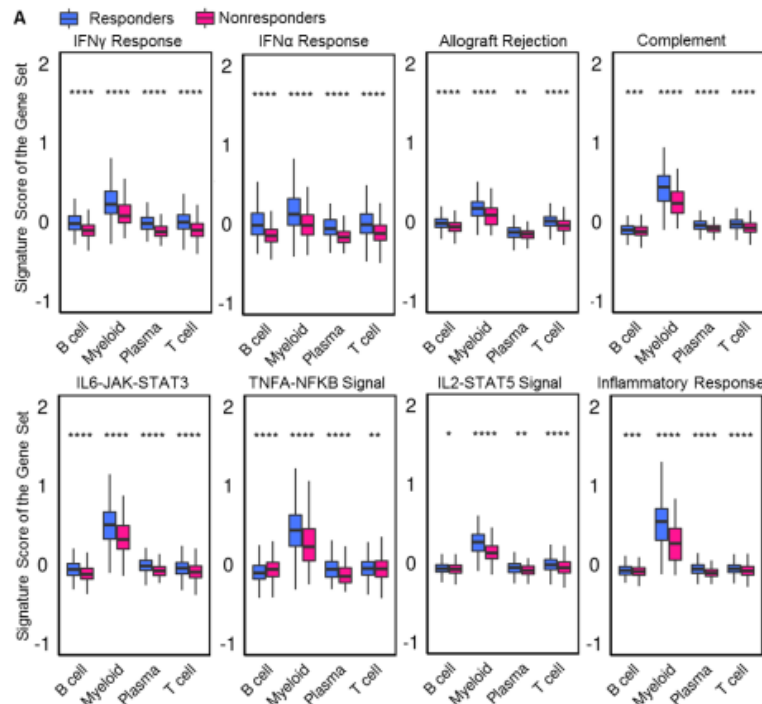 A
Responders Nonresponders
IFNγ Response IFNα Response Allograft Rejection Complement
Signature Score of the Gene Set
2 2 2 2
**** **** **** **** **** **** **** **** **** **** ** **** *** **** **** ****
1 1 1 1
0 0 0 0
-1 -1 -1 -1
B cell Myeloid Plasma T cell B cell Myeloid Plasma T cell B cell Myeloid Plasma T cell B cell Myeloid Plasma T cell
IL6-JAK-STAT3 TNFA-NFKB Signal IL2-STAT5 Signal Inflammatory Response
Signature Score of the Gene Set
2 2 2 2
**** **** **** **** **** **** **** ** * **** ** **** *** **** **** ****
1 1 1 1
0 0 0 0
-1 -1 -1 -1
B cell Myeloid Plasma T cell B cell Myeloid Plasma T cell B cell Myeloid Plasma T cell B cell Myeloid Plasma T cell